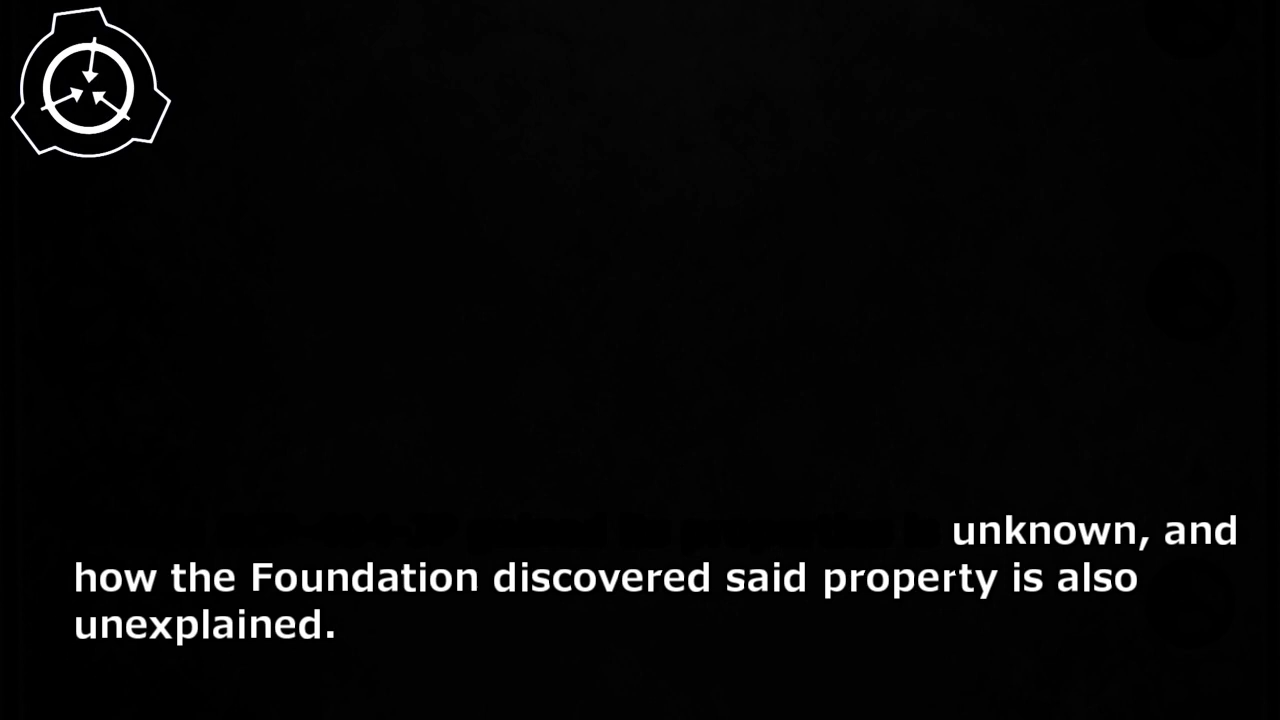 unknown, and
how the Foundation discovered said property is also
unexplained.